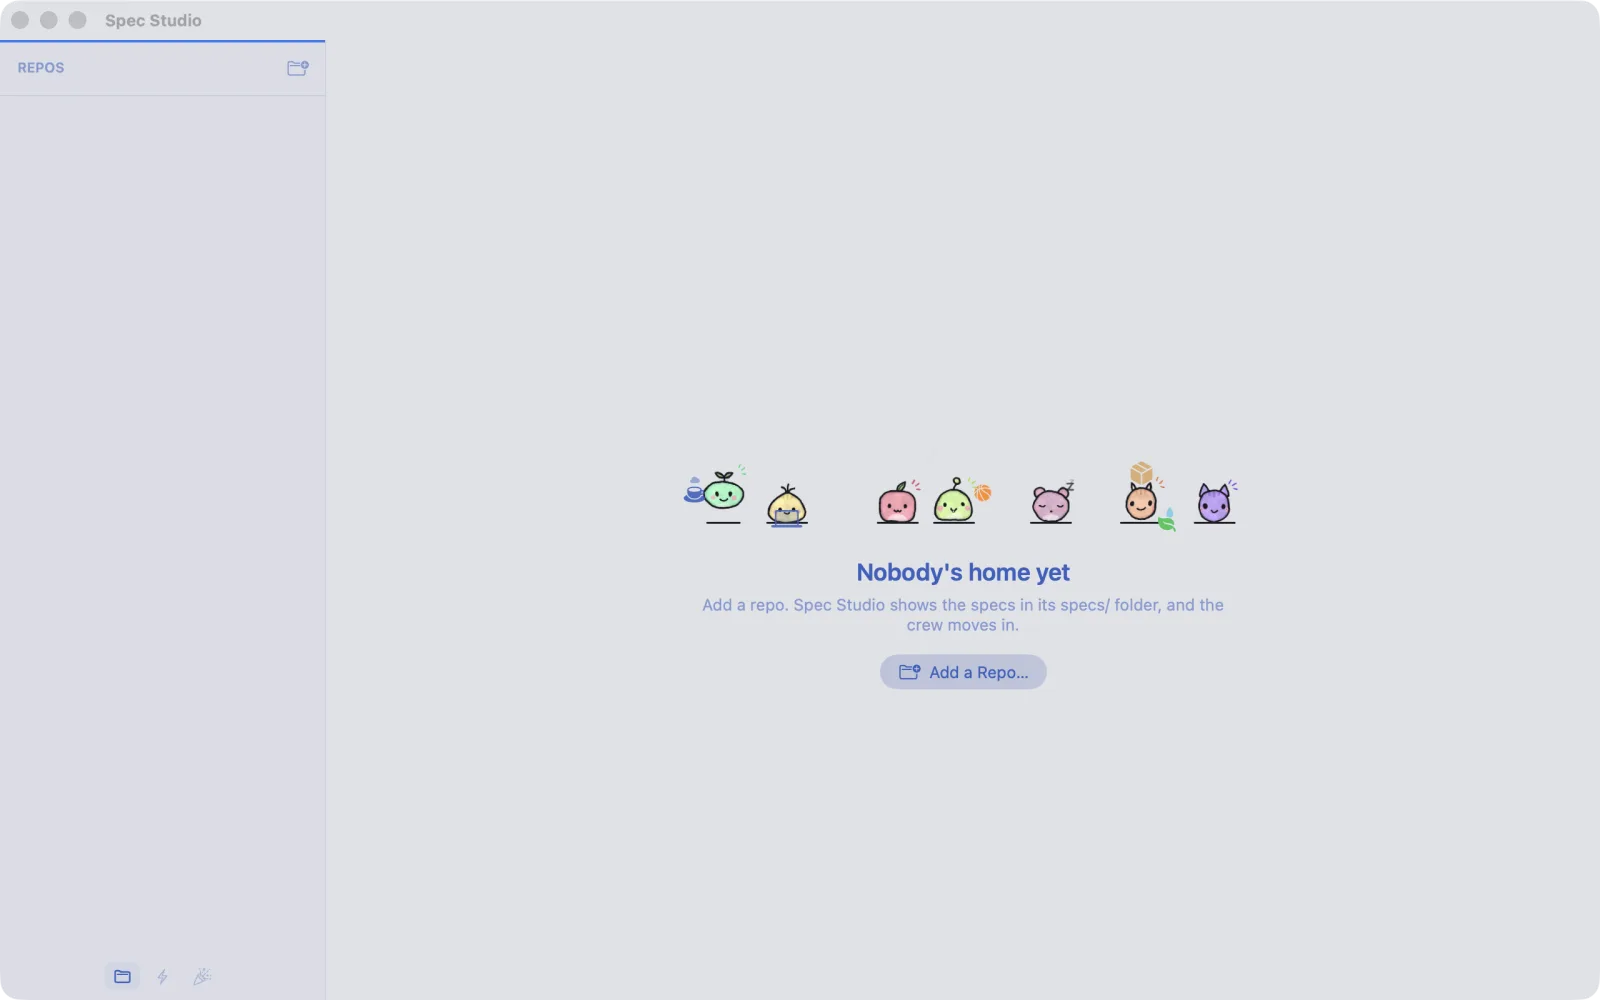 Spec Studio
REPOS
z
Nobody's home yet
Add a repo. Spec Studio shows the specs in its specs/ folder, and the
crew moves in.
Add a Repo...